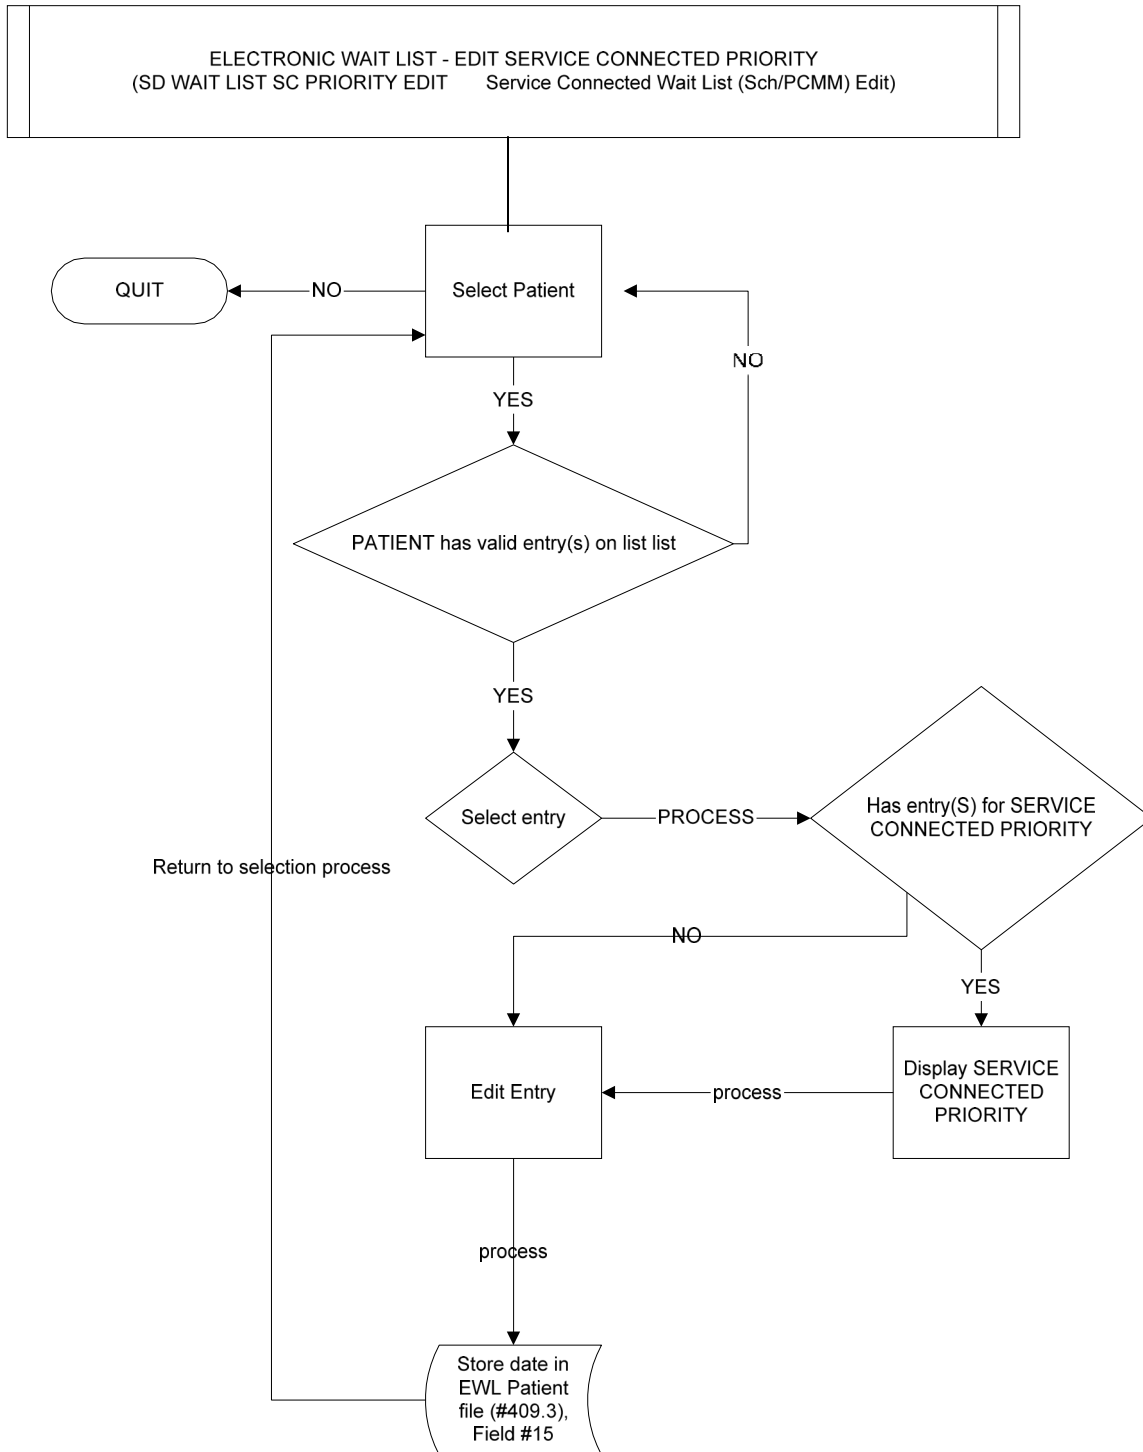 ELECTRONIC WAIT LIST - EDIT SERVICE CONNECTED PRIORITY
(SD WAIT LIST SC PRIORITY EDIT Service Connected Wait List (Sch/PCMM) Edit)
QUIT
NO
Select Patient
NO
YES
PATIENT has valid entry(s) on list list
YES
Select entry
PROCESS
Has entry(S) for SERVICE
CONNECTED PRIORITY
Return to selection process
NO
YES
Edit Entry
process
Display SERVICE
CONNECTED
PRIORITY
process
Store date in
EWL Patient
file (#409.3),
Field #15